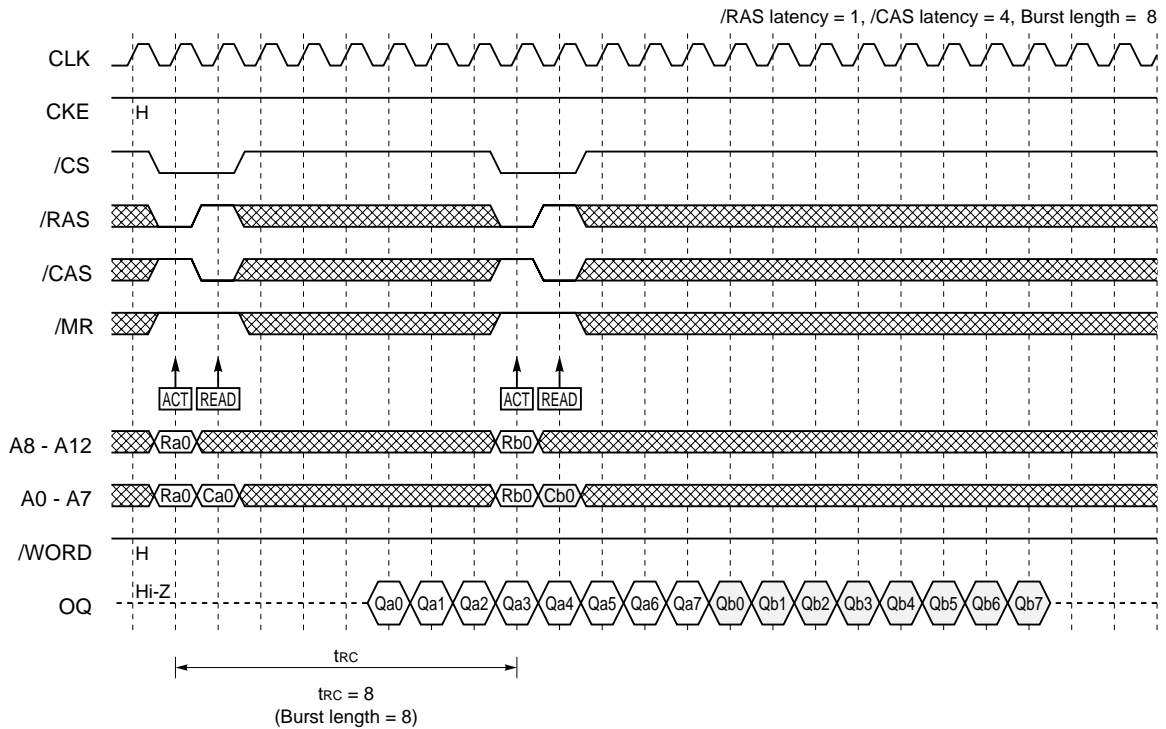 /RAS latency = 1, /CAS latency = 4, Burst length = 8
CLK
CKE H
/CS
/RAS
/CAS
/MR
ACT READ ACT READ
A8 - A12 Ra0 Rb0
A0 - A7 Ra0 Ca0 Rb0 Cb0
/WORD H
OQ Hi-Z Qa0 Qa1 Qa2 Qa3 Qa4 Qa5 Qa6 Qa7 Qb0 Qb1 Qb2 Qb3 Qb4 Qb5 Qb6 Qb7
tRC
tRC = 8
(Burst length = 8)